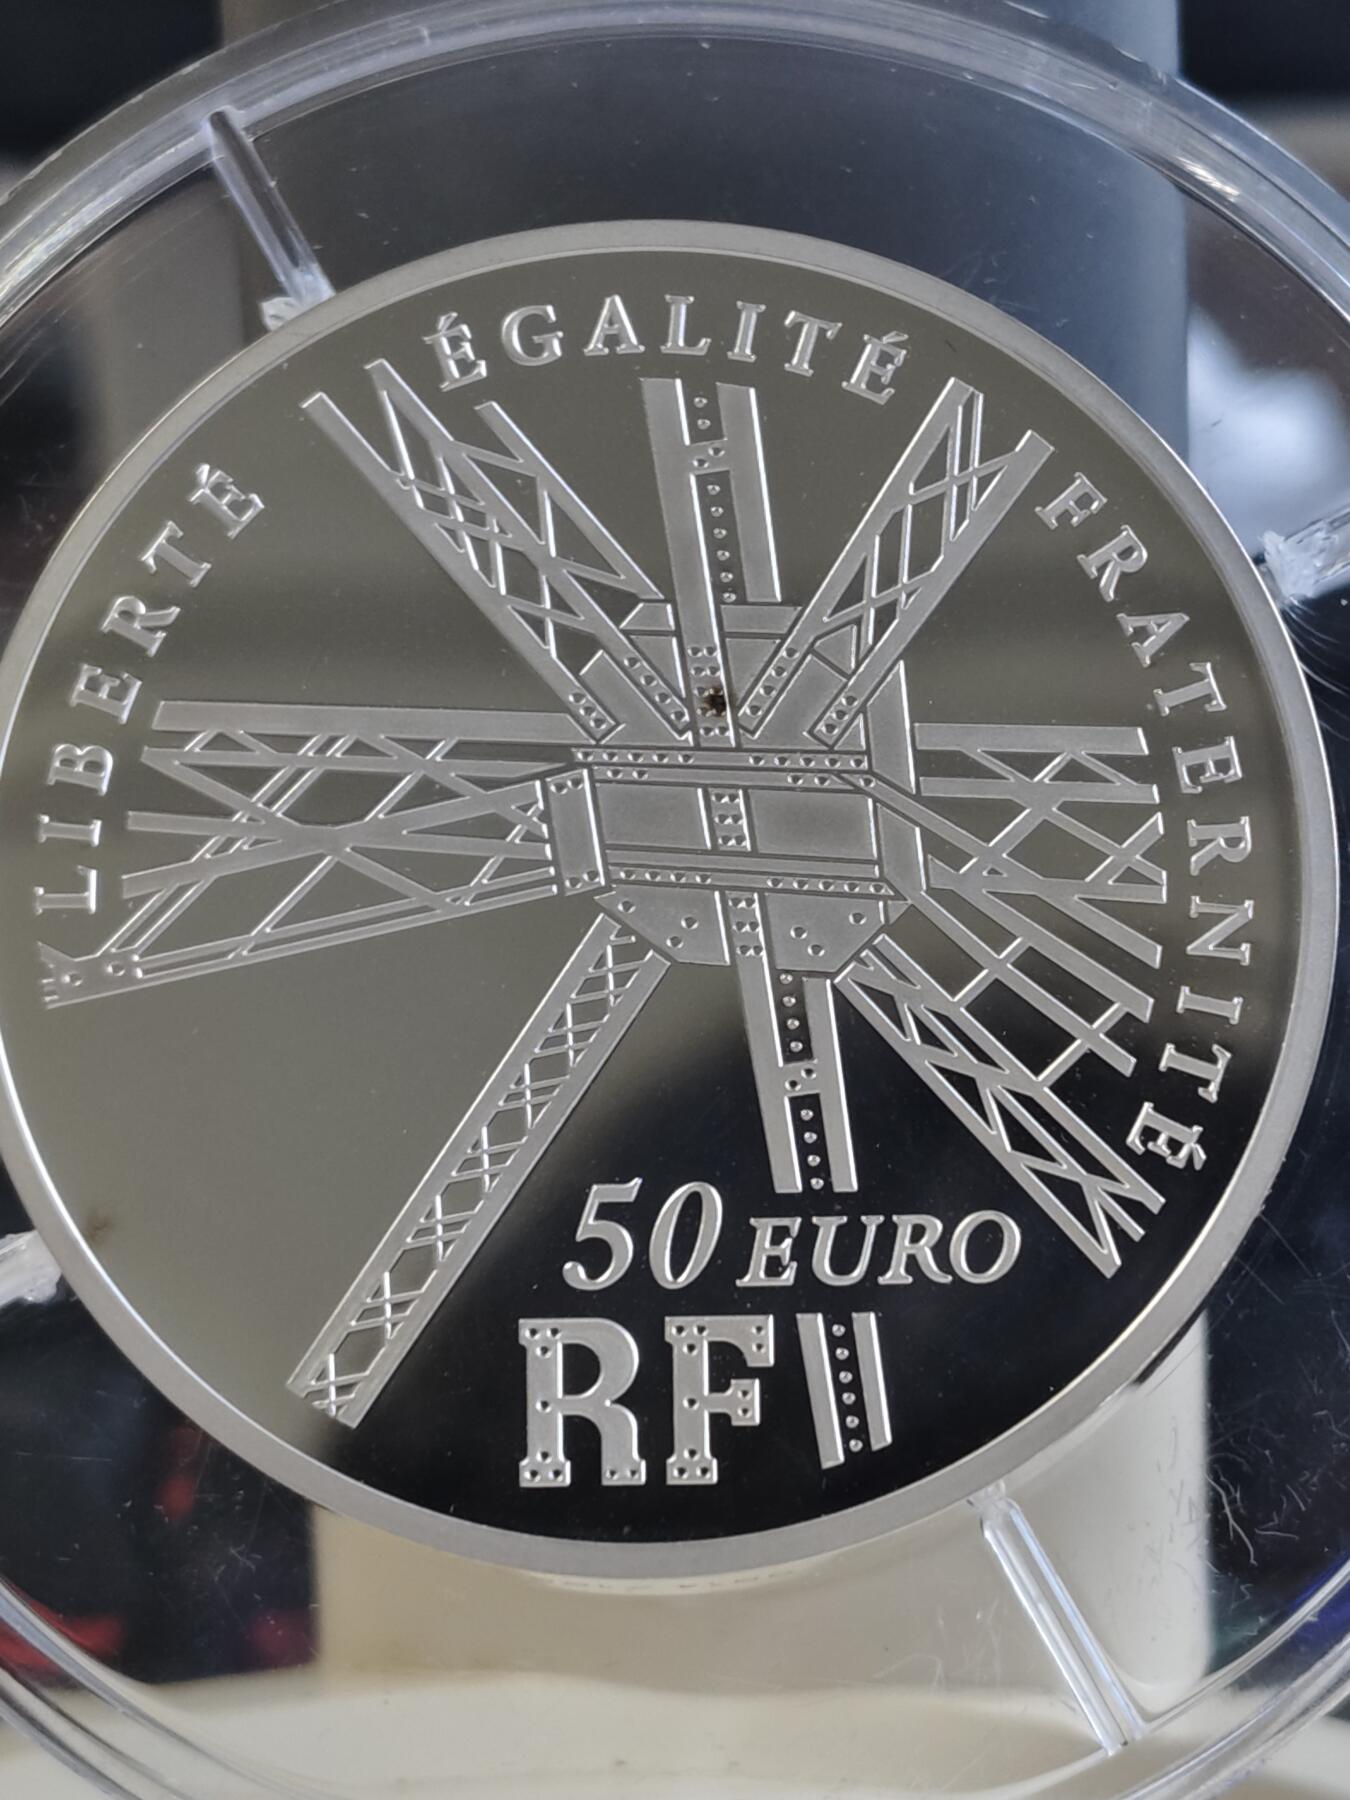 LIBERTÉ
ÉGALITÉ
FRATERNITÉ
50 EURO
RF